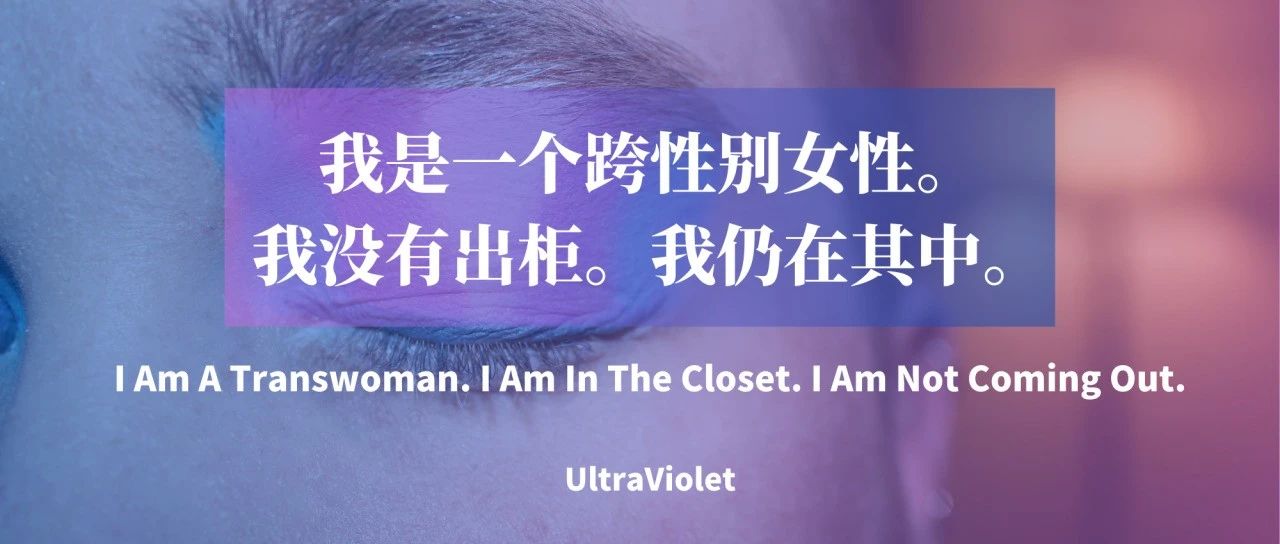 我是一个跨性别女性。
我没有出柜。我仍在其中。
I Am A Transwoman. I Am In The Closet. I Am Not Coming Out.
UltraViolet